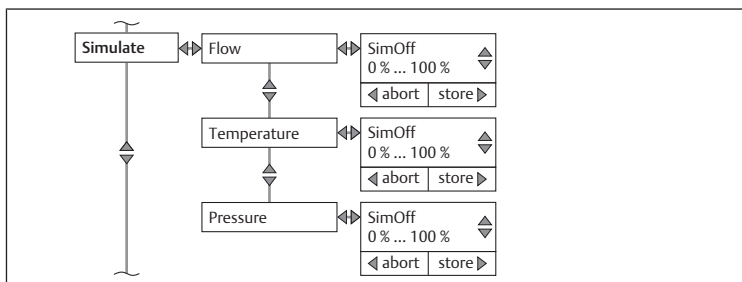 Simulate
Flow
SimOff
0 % ... 100 %
abort
store
Temperature
SimOff
0 % ... 100 %
abort
store
Pressure
SimOff
0 % ... 100 %
abort
store